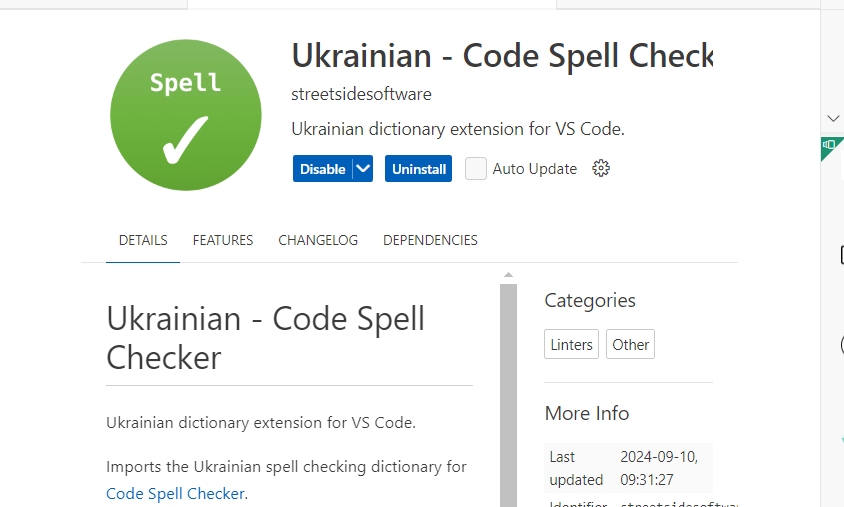 Spell
Ukrainian - Code Spell Check
streetsidesoftware
Ukrainian dictionary extension for VS Code.
Disable
Uninstall
Auto Update
DETAILS
FEATURES
CHANGELOG
DEPENDENCIES
Ukrainian - Code Spell
Checker
Ukrainian dictionary extension for VS Code.
Imports the Ukrainian spell checking dictionary for
Code Spell Checker.
Categories
Linters
Other
More Info
Last updated
2024-09-10, 09:31:27
Identifier